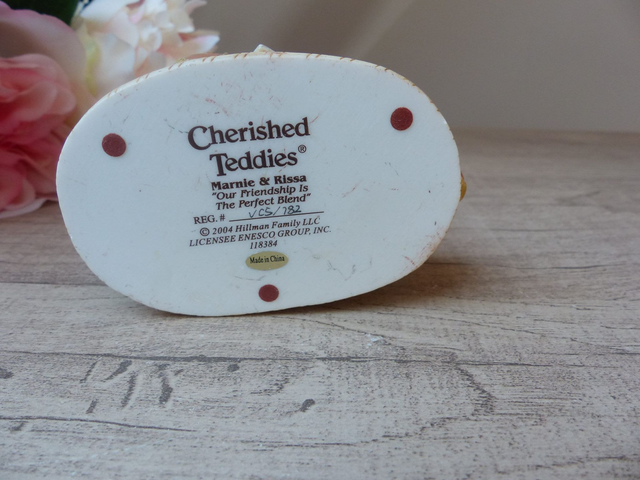 Cherished
Teddies®
Marnie & Rissa
"Our Friendship Is
The Perfect Blend"
REG. # VC5/782
© 2004 Hillman Family LLC
LICENSEE ENESCO GROUP, INC.
118384
Made in China